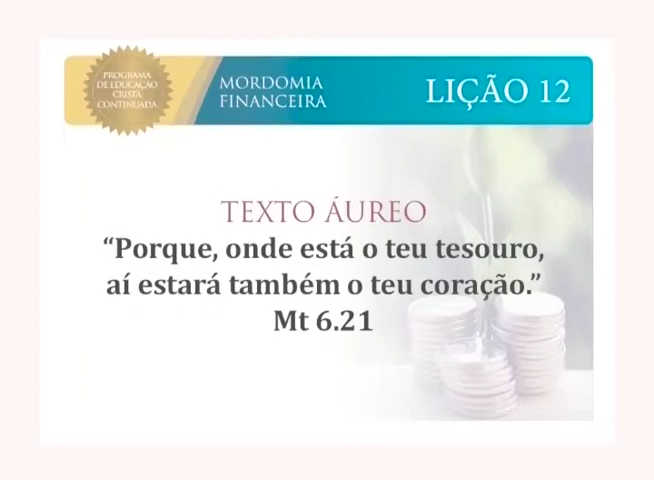 PROGRAMA
DE EDUCAÇÃO
CRISTÃ
CONTINUADA
MORDOMIA
FINANCEIRA
LIÇÃO 12
TEXTO ÁUREO
“Porque, onde está o teu tesouro,
aí estará também o teu coração.”
Mt 6.21